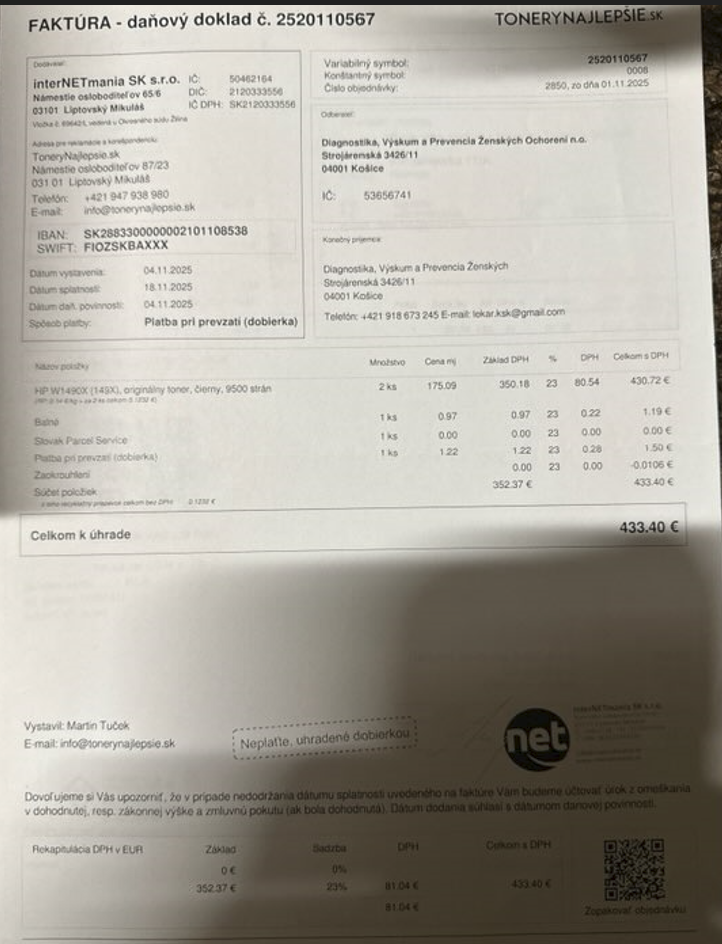 FAKTÚRA - daňový doklad č. 2520110567
TONERYNAJLEPŠIE.SK
Dodávateľ:
interNETmania SK s.r.o.
Námestie osloboditeľov 65/6
03101 Liptovský Mikuláš
IČ: 50462164
DIČ: 2120333556
IČ DPH: SK2120333556
Adresa pre reklamácie a korešpondenciu:
ToneryNajlepsie.sk
Námestie osloboditeľov 87/23
031 01 Liptovský Mikuláš
Telefón: +421 947 938 980
E-mail: info@tonerynajlepsie.sk
IBAN: SK2883300000002101108538
SWIFT: FIOZSKBAXXX
Dátum vystavenia: 04.11.2025
Dátum splatnosti: 18.11.2025
Dátum daň. povinnosti: 04.11.2025
Spôsob platby: Platba pri prevzatí (dobierka)
Variabilný symbol: 2520110567
Konštantný symbol: 0008
Číslo objednávky: 2850, zo dňa 01.11.2025
Odberateľ:
Diagnostika, Výskum a Prevencia Ženských Ochorení n.o.
Strojárenská 3426/11
04001 Košice
IČ: 53656741
Konečný príjemca:
Diagnostika, Výskum a Prevencia Ženských
Strojárenská 3426/11
04001 Košice
Telefón: +421 918 673 245 E-mail: lokar.ksk@gmail.com
Názov položky Množstvo Cena mj Základ DPH % DPH Celkom s DPH
HP W1490X (149X), originálny toner, čierny, 9500 strán 2 ks 175.09 350.18 23 80.54 430.72 €
Balné 1 ks 0.97 0.97 23 0.22 1.19 €
Slovak Parcel Service 1 ks 0.00 0.00 23 0.00 0.00 €
Platba pri prevzatí (dobierka) 1 ks 1.22 1.22 23 0.28 1.50 €
Zaokrouhlení 0.00 23 0.00 -0.0106 €
Súčet položiek 352.37 € 433.40 €
0.1232 €
Celkom k úhrade 433.40 €
Vystavil: Martin Tuček
E-mail: info@tonerynajlepsie.sk
Neplaťte, uhradené dobierkou
net
interNETmania SK s.r.o.
Dovoľujeme si Vás upozorniť, že v prípade nedodržania dátumu splatnosti uvedeného na faktúre Vám budeme účtovať úrok z omeškania
v dohodnutej, resp. zákonnej výške a zmluvnú pokutu (ak bola dohodnutá). Dátum dodania súhlasí s dátumom daňovej povinnosti.
Rekapitulácia DPH v EUR Základ Sadzba DPH Celkom s DPH
0 € 0%
352.37 € 23% 81.04 € 433.40 €
81.04 €
Zopakovať objednávku